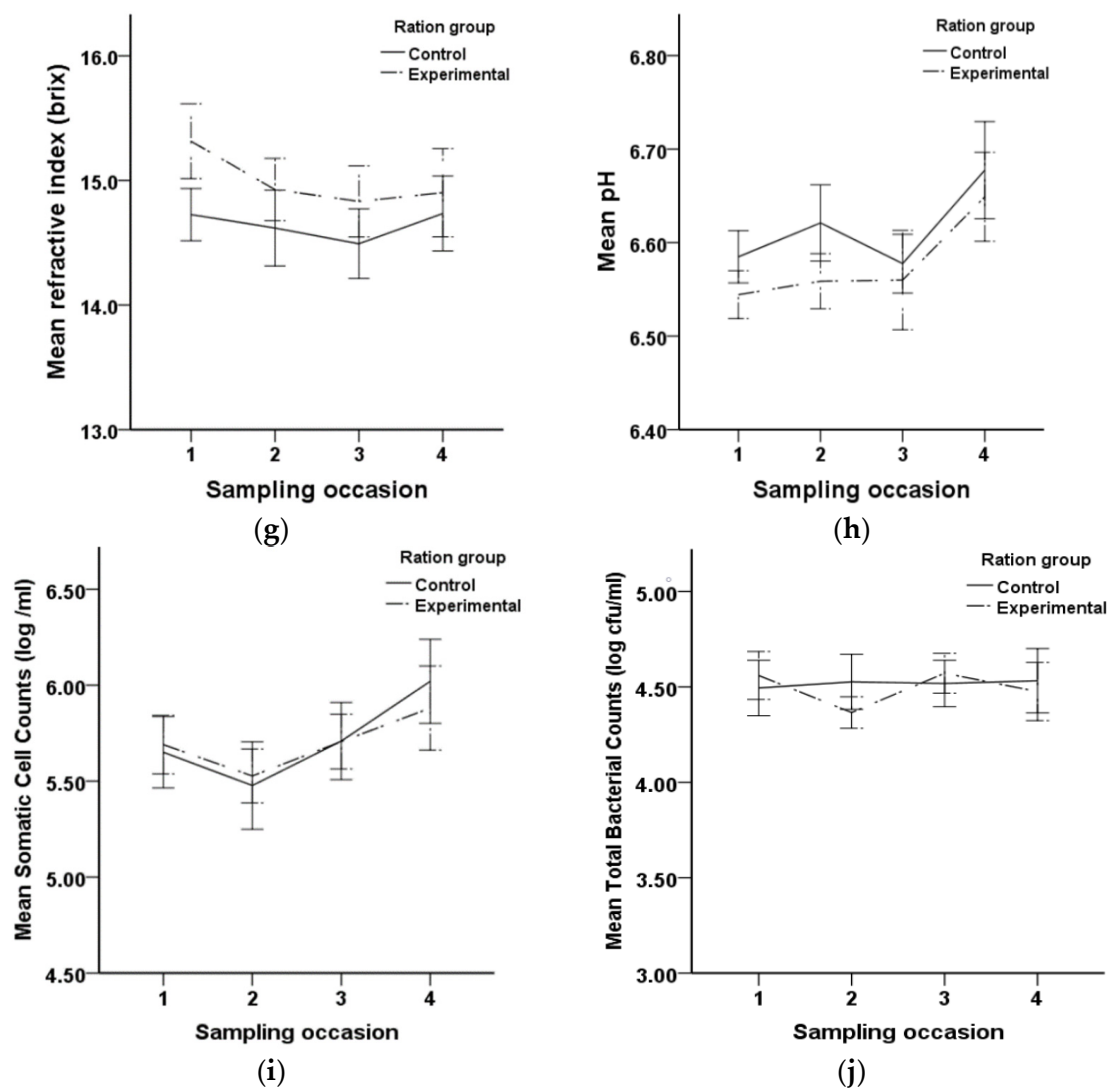 Ration group
Control
Experimental
16.0
15.0
14.0
13.0
Mean refractive index (brix)
1 2 3 4
Sampling occasion
(g)
Ration group
Control
Experimental
6.80
6.70
6.60
6.50
6.40
Mean pH
1 2 3 4
Sampling occasion
(h)
Ration group
Control
Experimental
6.50
6.00
5.50
5.00
4.50
Mean Somatic Cell Counts (log /ml)
1 2 3 4
Sampling occasion
(i)
Ration group
Control
Experimental
5.00
4.50
4.00
3.50
3.00
Mean Total Bacterial Counts (log cfu/ml)
1 2 3 4
Sampling occasion
(j)